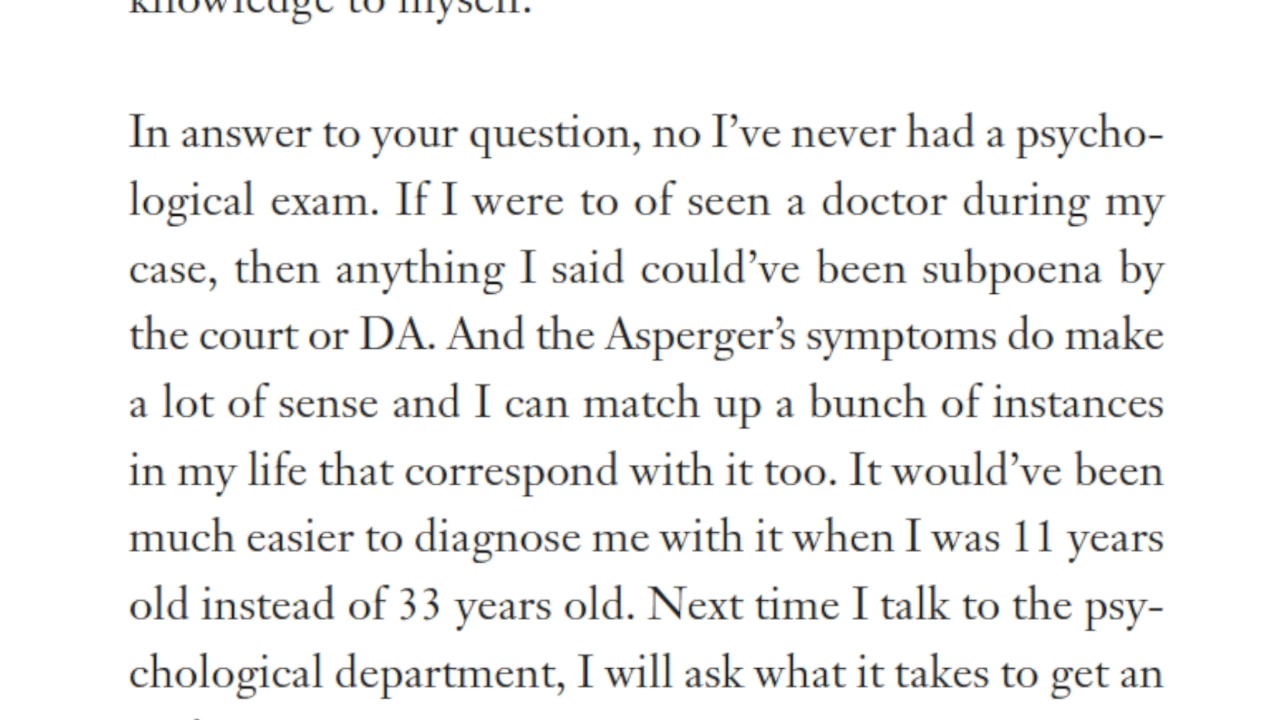 knowledge to myself.
In answer to your question, no I’ve never had a psycho-
logical exam. If I were to of seen a doctor during my
case, then anything I said could’ve been subpoena by
the court or DA. And the Asperger’s symptoms do make
a lot of sense and I can match up a bunch of instances
in my life that correspond with it too. It would’ve been
much easier to diagnose me with it when I was 11 years
old instead of 33 years old. Next time I talk to the psy-
chological department, I will ask what it takes to get an